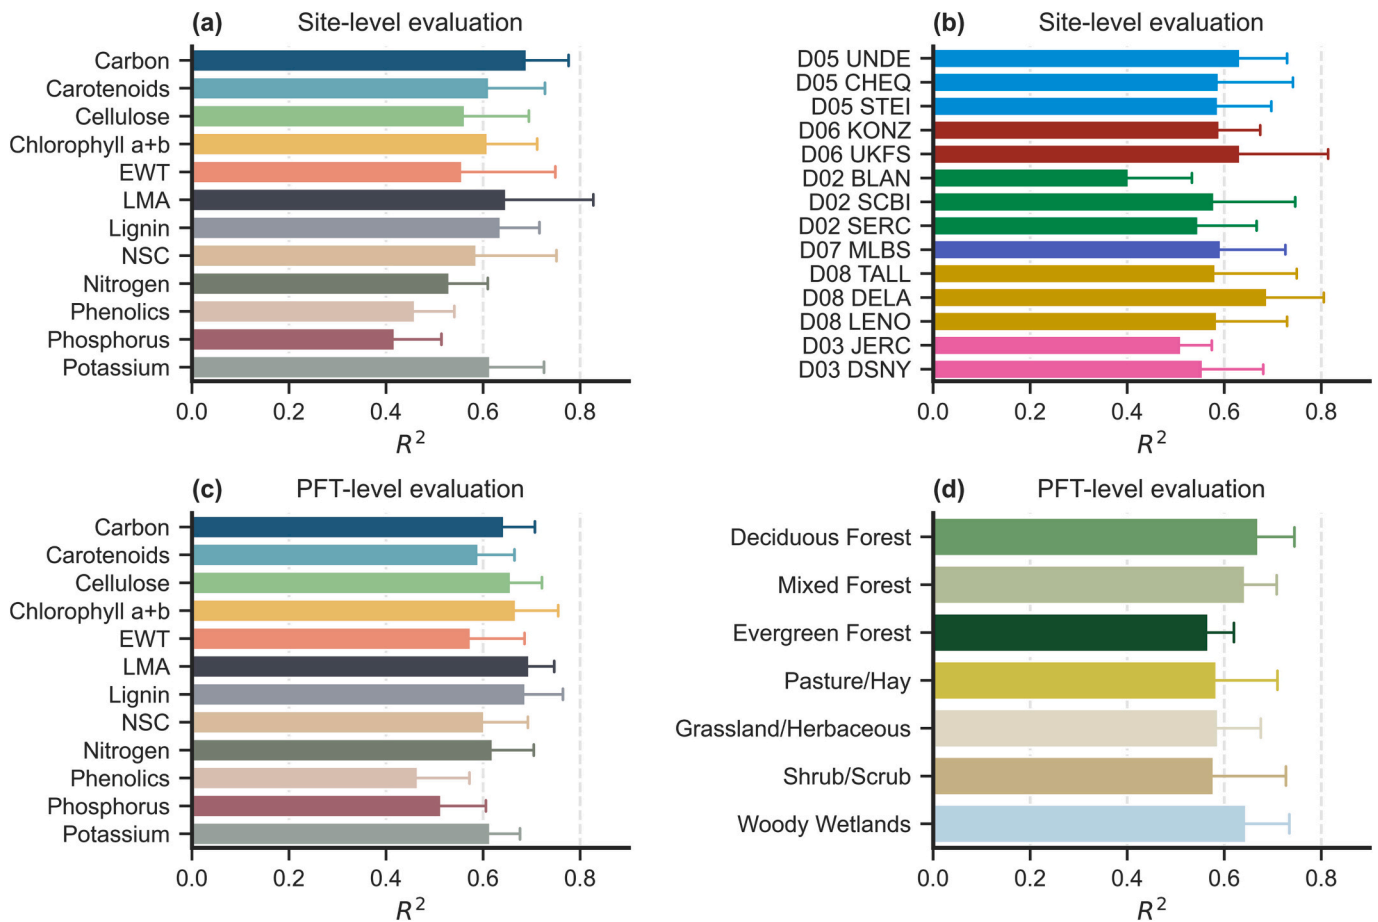 (a) Site-level evaluation
Carbon
Carotenoids
Cellulose
Chlorophyll a+b
EWT
LMA
Lignin
NSC
Nitrogen
Phenolics
Phosphorus
Potassium
0.0 0.2 0.4 0.6 0.8
R²
(b) Site-level evaluation
D05 UNDE
D05 CHEQ
D05 STEI
D06 KONZ
D06 UKFS
D02 BLAN
D02 SCBI
D02 SERC
D07 MLBS
D08 TALL
D08 DELA
D08 LENO
D03 JERC
D03 DSNY
0.0 0.2 0.4 0.6 0.8
R²
(c) PFT-level evaluation
Carbon
Carotenoids
Cellulose
Chlorophyll a+b
EWT
LMA
Lignin
NSC
Nitrogen
Phenolics
Phosphorus
Potassium
0.0 0.2 0.4 0.6 0.8
R²
(d) PFT-level evaluation
Deciduous Forest
Mixed Forest
Evergreen Forest
Pasture/Hay
Grassland/Herbaceous
Shrub/Scrub
Woody Wetlands
0.0 0.2 0.4 0.6 0.8
R²